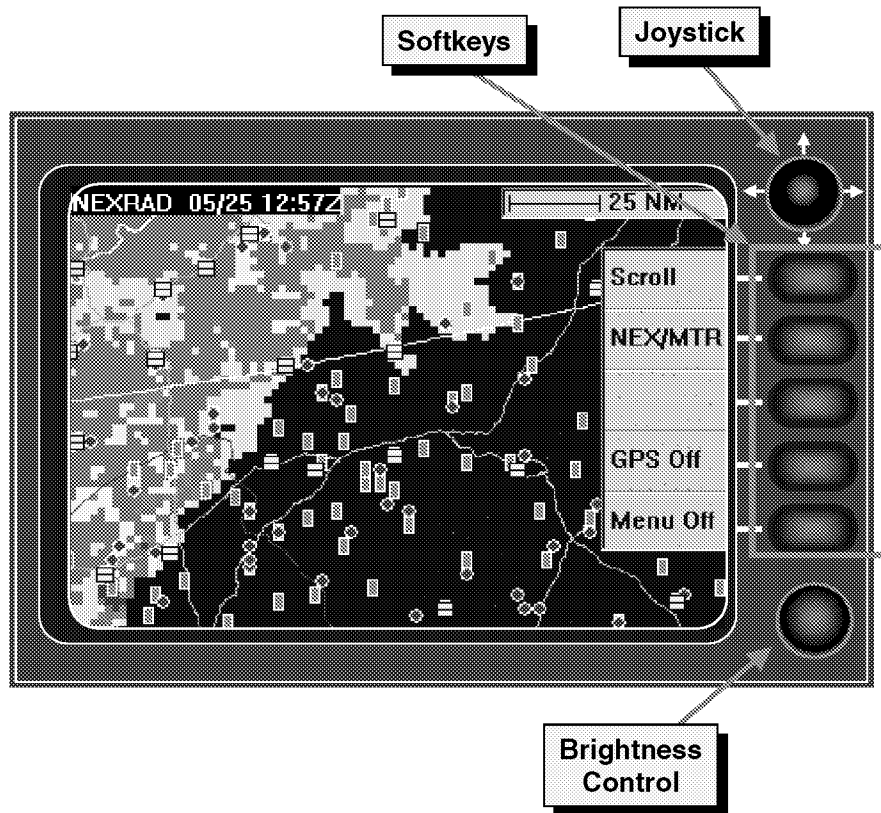 Softkeys
Joystick
NEXRAD 05/25 12:57Z
25 NM
Scroll
NEX/MTR
GPS Off
Menu Off
Brightness
Control